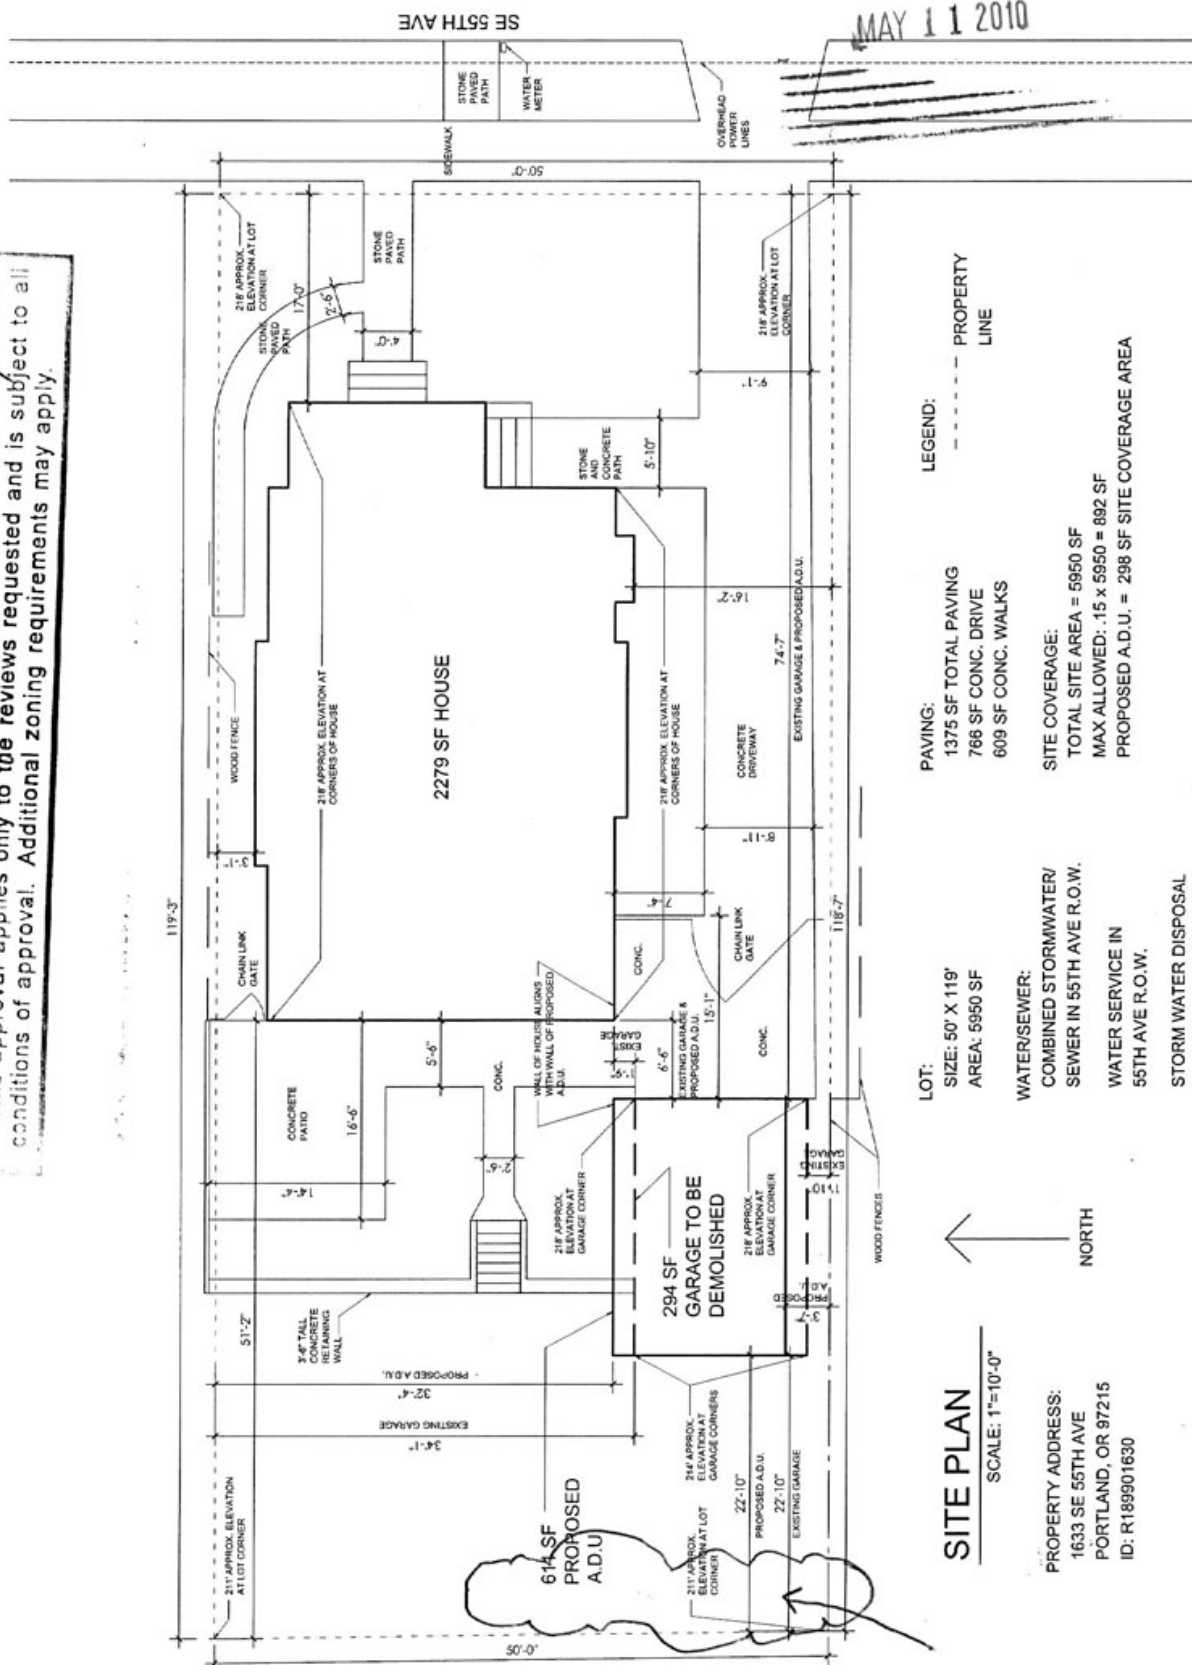 MAY 11 2010
SE 55TH AVE
approval applies only to the reviews requested and is subject to all
conditions of approval. Additional zoning requirements may apply.
STONE
PAVED
PATH
WATER
METER
OVERHEAD
POWER
LINES
SIDEWALK
50'-0"
119'-3"
218' APPROX.
ELEVATION AT LOT
CORNER
17'-0"
2'-6"
STONE
PAVED
PATH
STONE
PAVED
PATH
4'-0"
218' APPROX.
ELEVATION AT LOT
CORNER
9'-1"
STONE
AND
CONCRETE
PATH
5'-10"
WOOD FENCE
218' APPROX. ELEVATION AT
CORNERS OF HOUSE
2279 SF HOUSE
218' APPROX. ELEVATION AT
CORNERS OF HOUSE
16'-2"
74'-7"
EXISTING GARAGE & PROPOSED A.D.U.
CONCRETE
DRIVEWAY
8'-11"
7'-4"
3'-1"
CHAIN LINK
GATE
CONC.
CHAIN LINK
GATE
118'-7"
15'-1"
CONC.
WALL OF HOUSE ALIGNS
WITH WALL OF PROPOSED
A.D.U.
EXIST.
GARAGE
1'-9"
6'-6"
EXISTING GARAGE &
PROPOSED A.D.U.
5'-6"
CONC.
CONCRETE
PATIO
16'-6"
14'-4"
2'-6"
218' APPROX.
ELEVATION AT
GARAGE CORNER
294 SF
GARAGE TO BE
DEMOLISHED
218' APPROX.
ELEVATION AT
GARAGE CORNER
EXISTING
GARAGE
1'-10"
WOOD FENCES
PROPOSED
A.D.U.
3'-7"
51'-2"
3'-6" TALL
CONCRETE
RETAINING
WALL
PROPOSED A.D.U.
32'-4"
EXISTING GARAGE
34'-1"
211' APPROX. ELEVATION
AT LOT CORNER
614 SF
PROPOSED
A.D.U.
214' APPROX.
ELEVATION AT
GARAGE CORNERS
211' APPROX.
ELEVATION AT LOT
CORNER
22'-10"
PROPOSED A.D.U.
22'-10"
EXISTING GARAGE
50'-0"
NORTH
SITE PLAN
SCALE: 1"=10'-0"
PROPERTY ADDRESS:
1633 SE 55TH AVE
PORTLAND, OR 97215
ID: R189901630
LOT:
SIZE: 50' X 119'
AREA: 5950 SF
WATER/SEWER:
COMBINED STORMWATER/
SEWER IN 55TH AVE R.O.W.
WATER SERVICE IN
55TH AVE R.O.W.
STORM WATER DISPOSAL
PAVING:
1375 SF TOTAL PAVING
766 SF CONC. DRIVE
609 SF CONC. WALKS
SITE COVERAGE:
TOTAL SITE AREA = 5950 SF
MAX ALLOWED: .15 x 5950 = 892 SF
PROPOSED A.D.U. = 298 SF SITE COVERAGE AREA
LEGEND:
PROPERTY
LINE